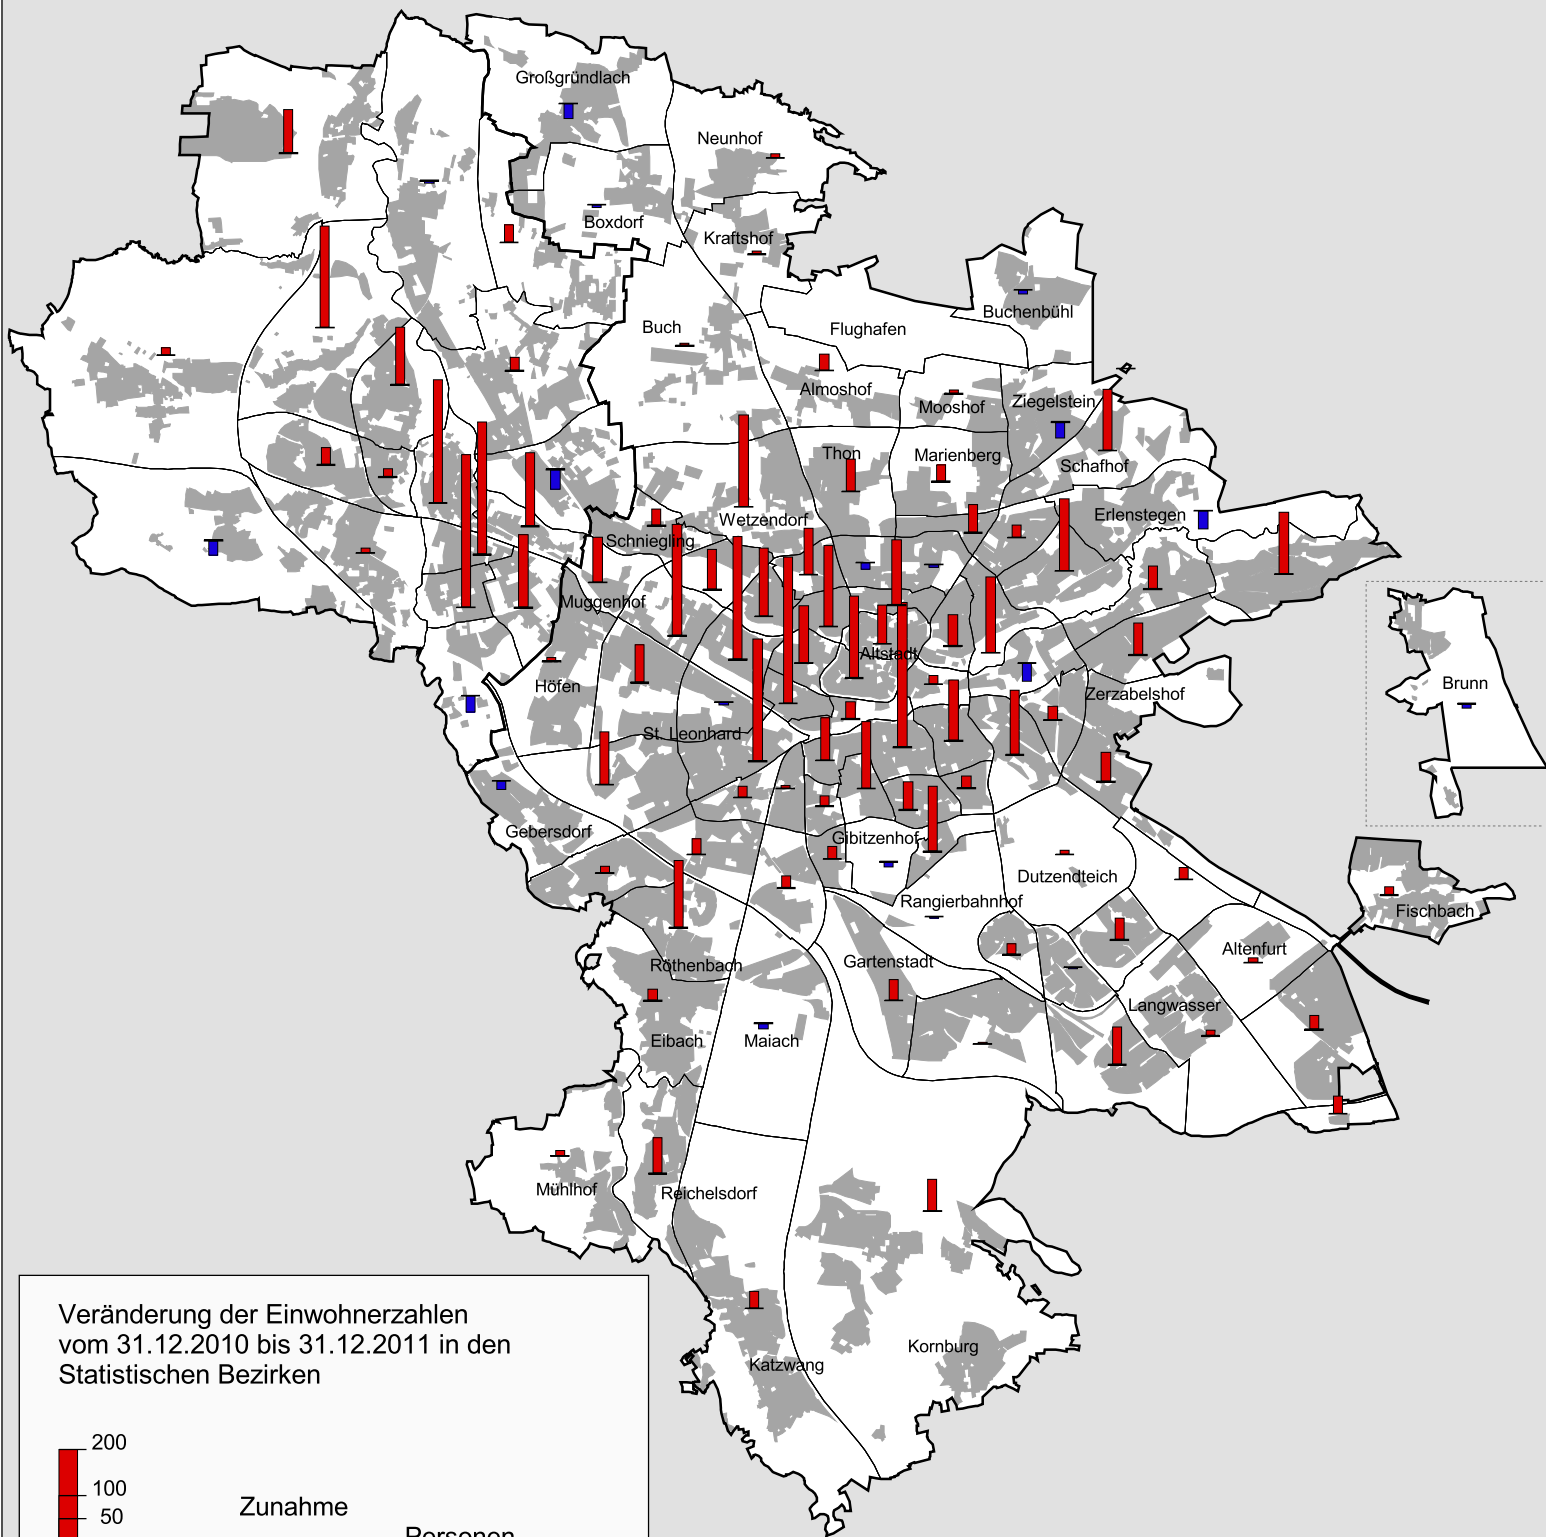 Großgründlach
Neunhof
Boxdorf
Kraftshof
Buchenbühl
Buch
Flughafen
Almoshof
Mooshof
Ziegelstein
Thon
Marienberg
Schafhof
Wetzendorf
Erlenstegen
Schniegling
Muggenhof
Altstadt
Höfen
Zerzabelshof
Brunn
St. Leonhard
Gebersdorf
Gibitzenhof
Dutzendteich
Rangierbahnhof
Fischbach
Röthenbach
Gartenstadt
Altenfurt
Langwasser
Eibach
Maiach
Mühlhof
Reichelsdorf
Kornburg
Katzwang
Veränderung der Einwohnerzahlen
vom 31.12.2010 bis 31.12.2011 in den
Statistischen Bezirken
200
100
50
Zunahme
Personen